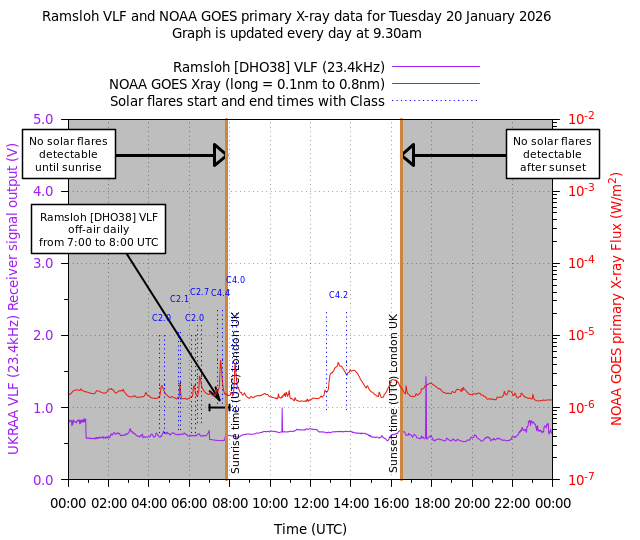 Ramsloh VLF and NOAA GOES primary X-ray data for Tuesday 20 January 2026
Graph is updated every day at 9.30am
Ramsloh [DHO38] VLF (23.4kHz)
NOAA GOES Xray (long = 0.1nm to 0.8nm)
Solar flares start and end times with Class
5.0
4.0
3.0
2.0
1.0
0.0
UKRAA VLF (23.4kHz) Receiver signal output (V)
No solar flares
detectable
until sunrise
Ramsloh [DHO38] VLF
off-air daily
from 7:00 to 8:00 UTC
C2.0
C2.1
C2.0
C2.7
C4.4
C4.0
C4.2
Sunrise time (UTC) London UK
Sunset time (UTC) London UK
No solar flares
detectable
after sunset
10⁻²
10⁻³
10⁻⁴
10⁻⁵
10⁻⁶
10⁻⁷
NOAA GOES primary X-ray Flux (W/m²)
00:00 02:00 04:00 06:00 08:00 10:00 12:00 14:00 16:00 18:00 20:00 22:00 00:00
Time (UTC)